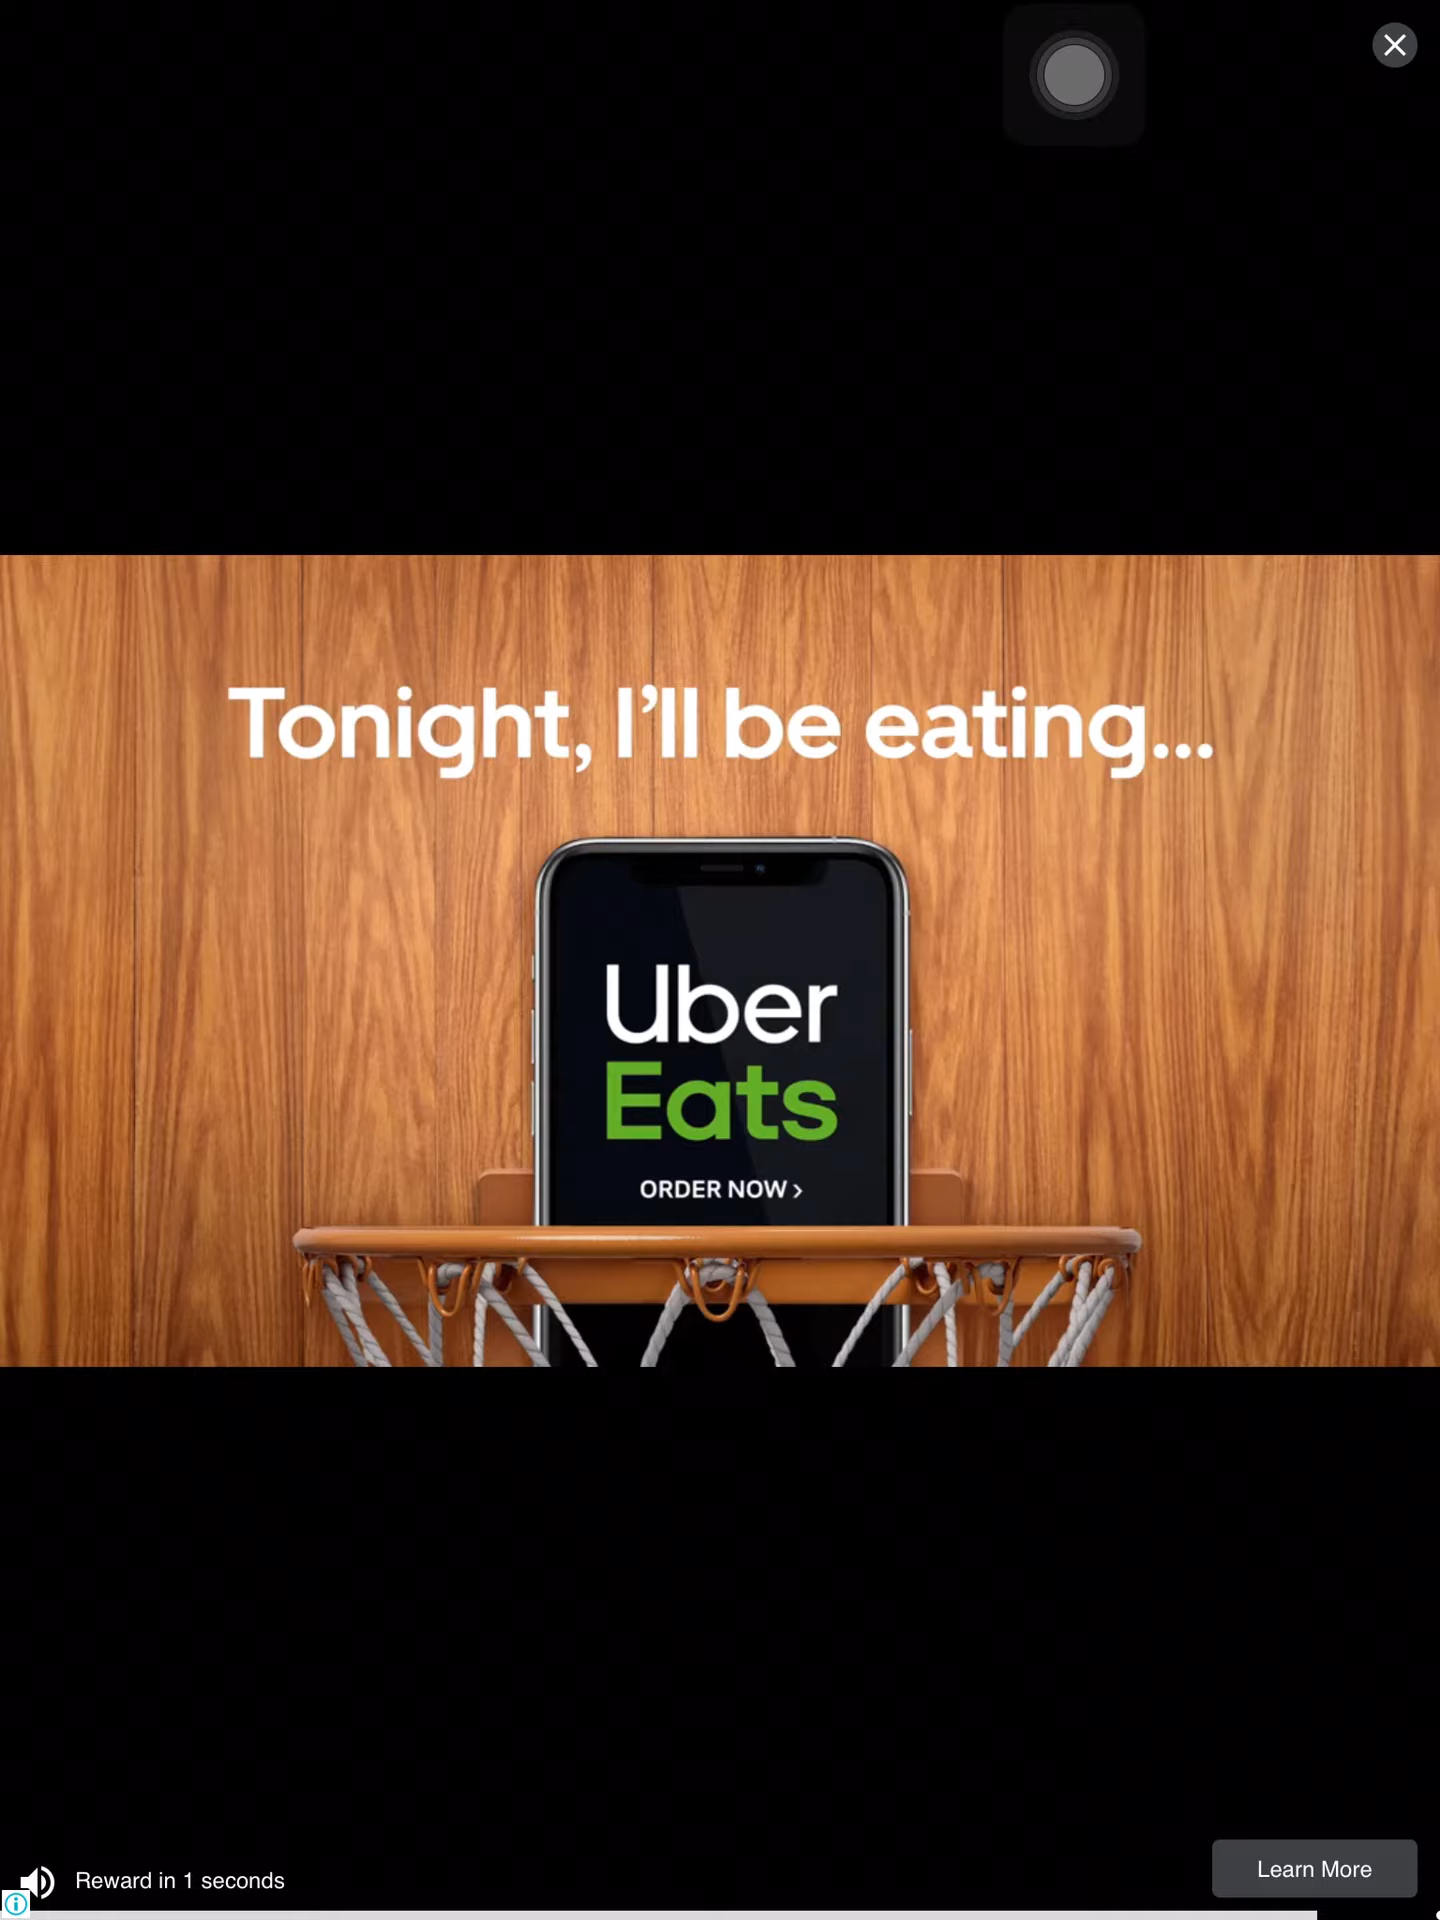 Tonight, I'll be eating...
Uber
Eats
ORDER NOW ›
Reward in 1 seconds
Learn More